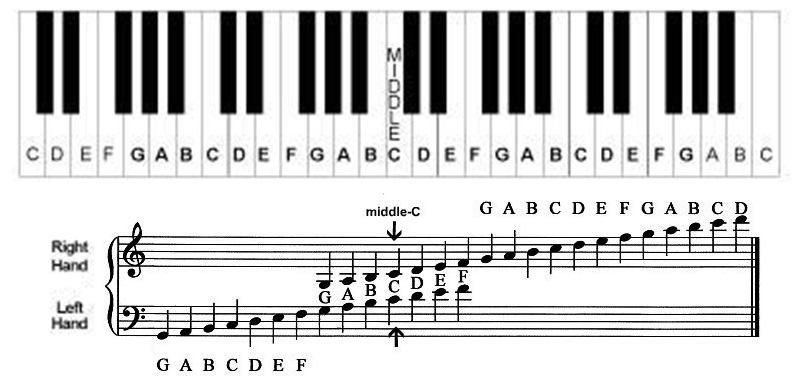 MIDDLE
C D E F G A B C D E F G A B C D E F G A B C D E F G A B C
middle-C
G A B C D E F G A B C D
Right
Hand
G A B C D E F
Left
Hand
G A B C D E F